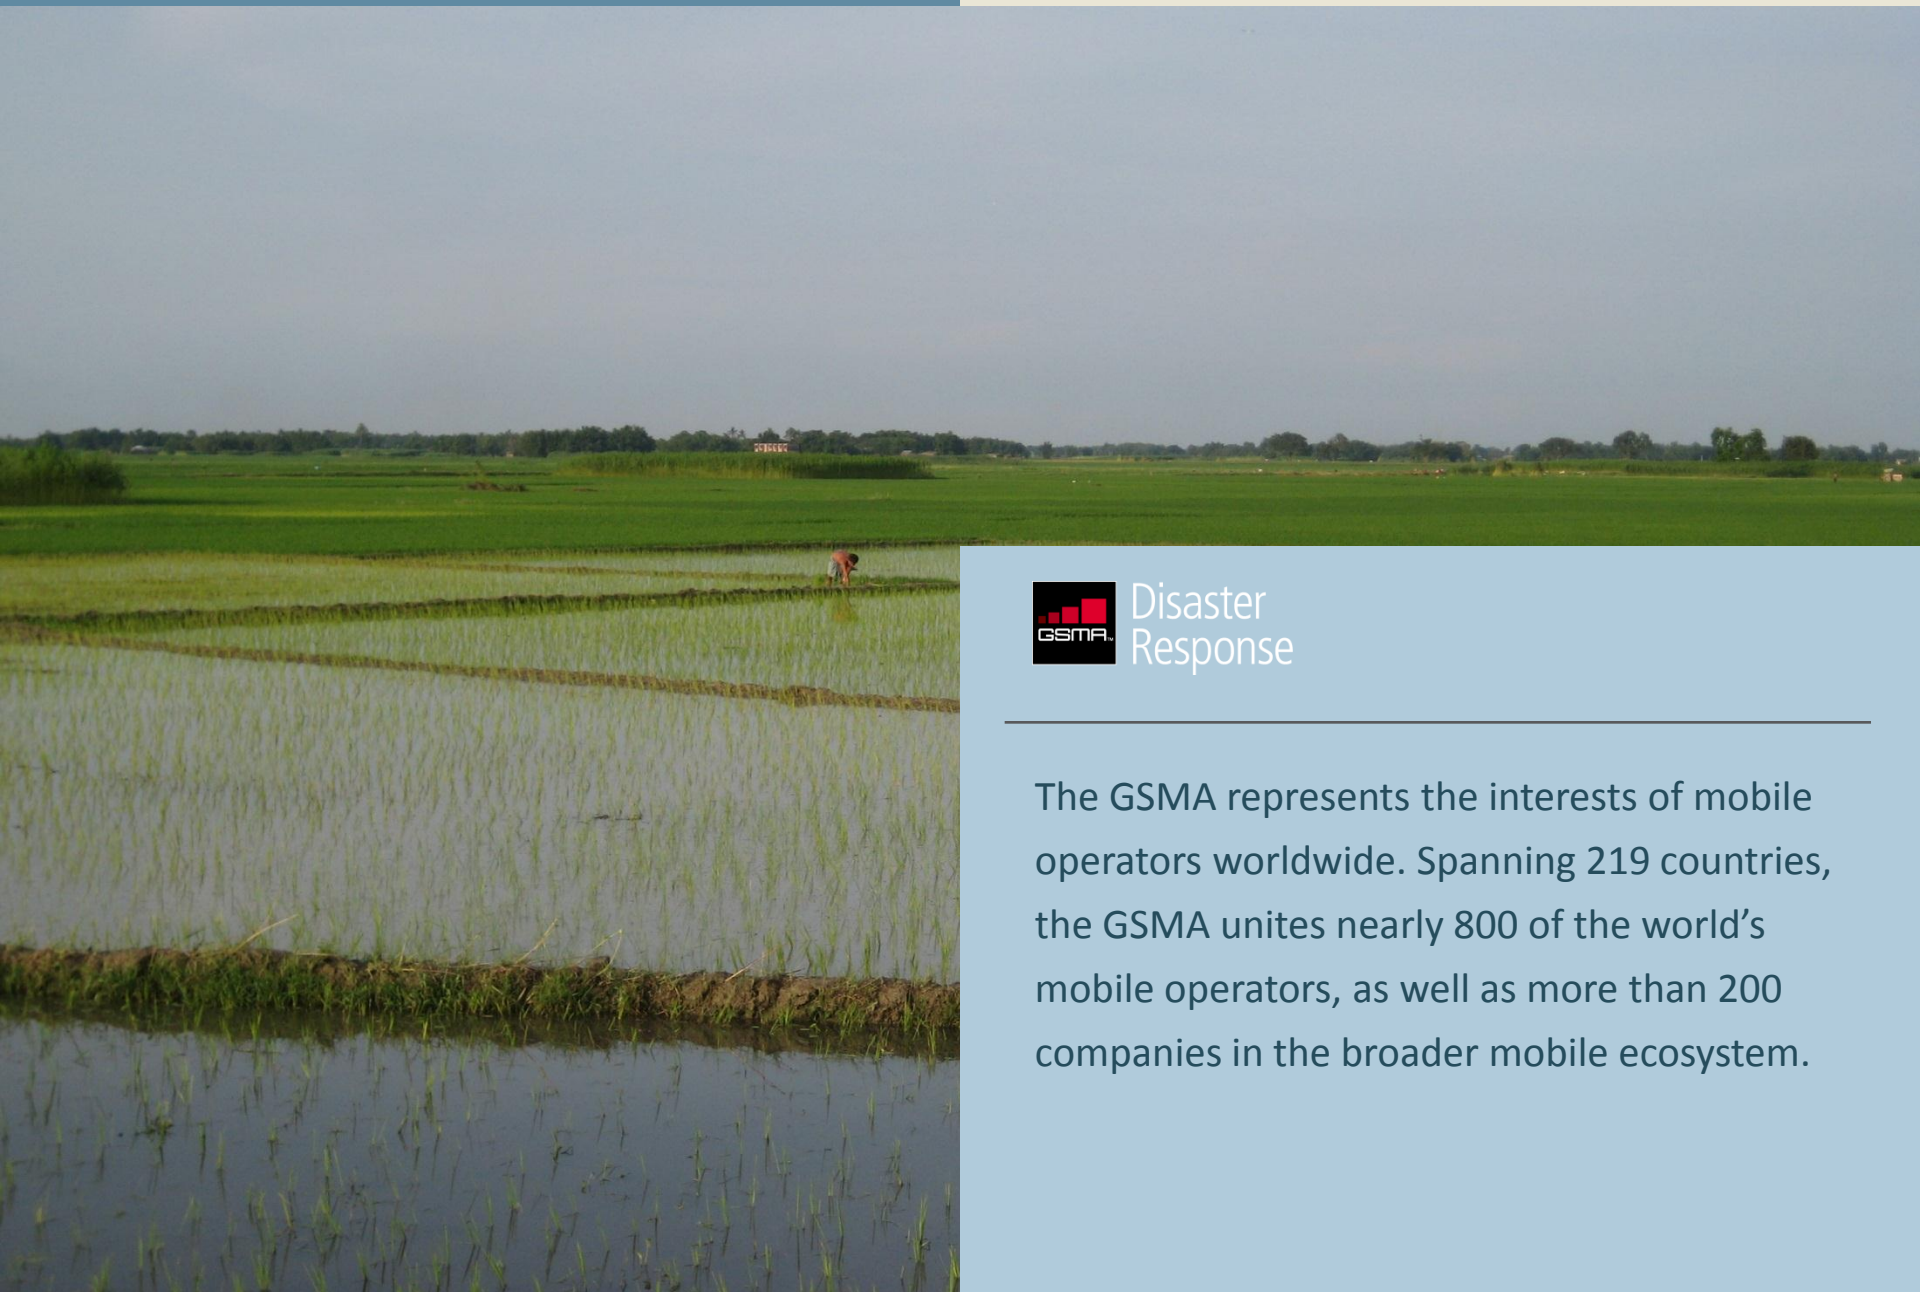 GSMA™
Disaster
Response
The GSMA represents the interests of mobile
operators worldwide. Spanning 219 countries,
the GSMA unites nearly 800 of the world’s
mobile operators, as well as more than 200
companies in the broader mobile ecosystem.